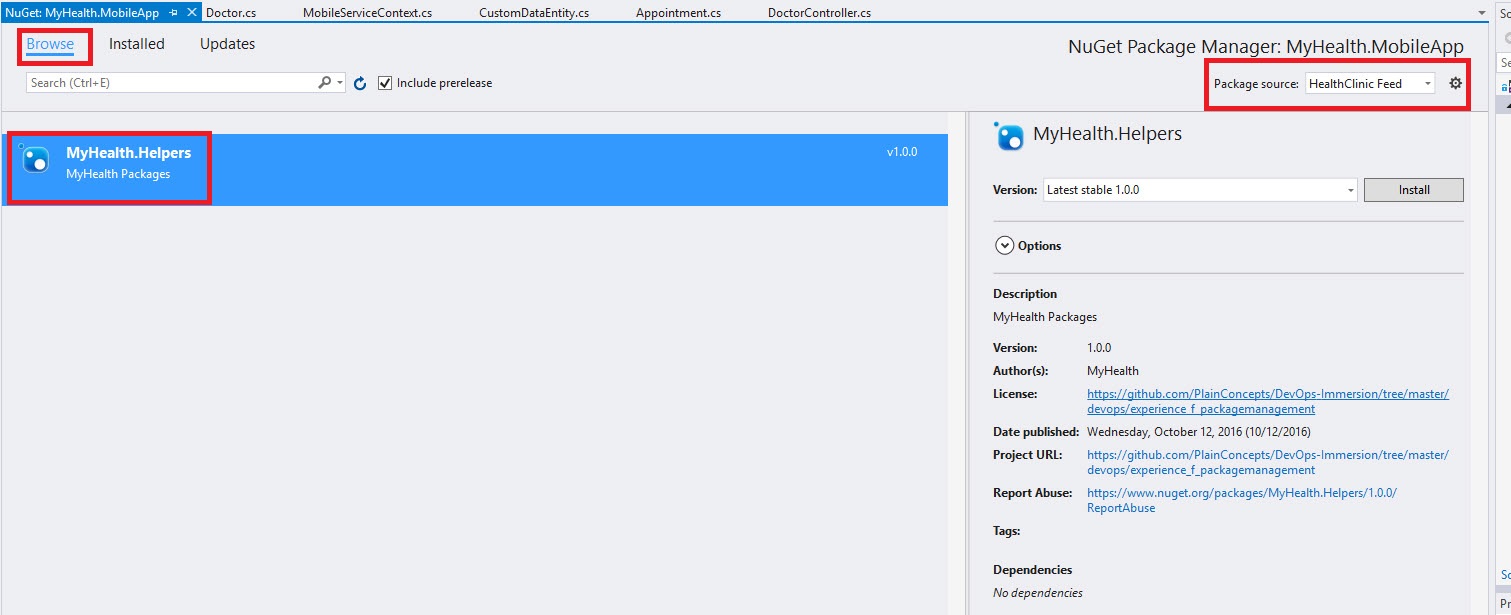 NuGet: MyHealth.MobileApp Doctor.cs MobileServiceContext.cs CustomDataEntity.cs Appointment.cs DoctorController.cs
Browse Installed Updates
NuGet Package Manager: MyHealth.MobileApp
Search (Ctrl+E) Include prerelease
Package source: HealthClinic Feed
MyHealth.Helpers v1.0.0
MyHealth Packages
MyHealth.Helpers
Version: Latest stable 1.0.0 Install
Options
Description
MyHealth Packages
Version: 1.0.0
Author(s): MyHealth
License: https://github.com/PlainConcepts/DevOps-Immersion/tree/master/
devops/experience_f_packagemanagement
Date published: Wednesday, October 12, 2016 (10/12/2016)
Project URL: https://github.com/PlainConcepts/DevOps-Immersion/tree/master/
devops/experience_f_packagemanagement
Report Abuse: https://www.nuget.org/packages/MyHealth.Helpers/1.0.0/
ReportAbuse
Tags:
Dependencies
No dependencies